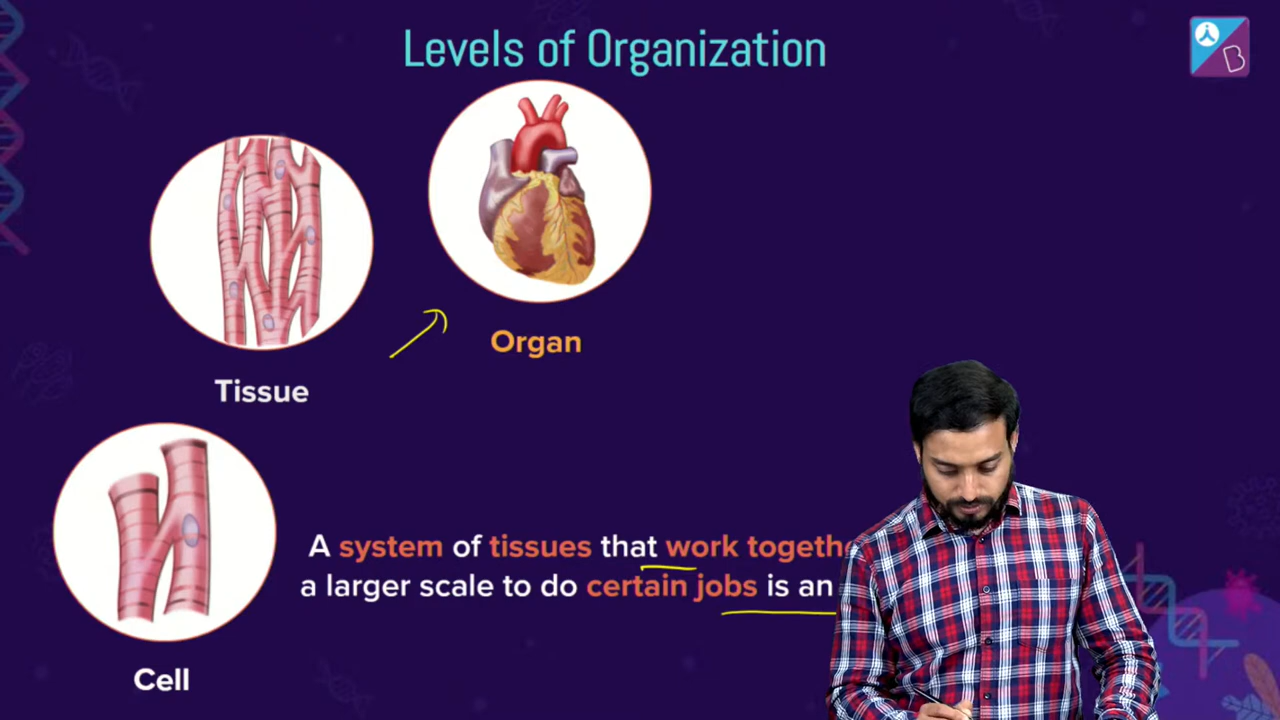 Levels of Organization
Organ
Tissue
A system of tissues that work togeth
a larger scale to do certain jobs is an
Cell